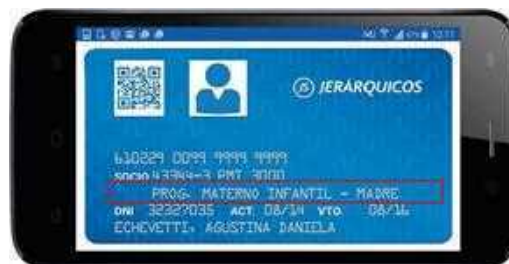 JERÁRQUICOS
610229 0099 9999 9999
SOCIO 43944-3 PMT 3000
PROG. MATERNO INFANTIL - MADRE
DNI 32327035 ACT. 08/14 VTO. 08/16
ECHEVETTI, AGUSTINA DANIELA